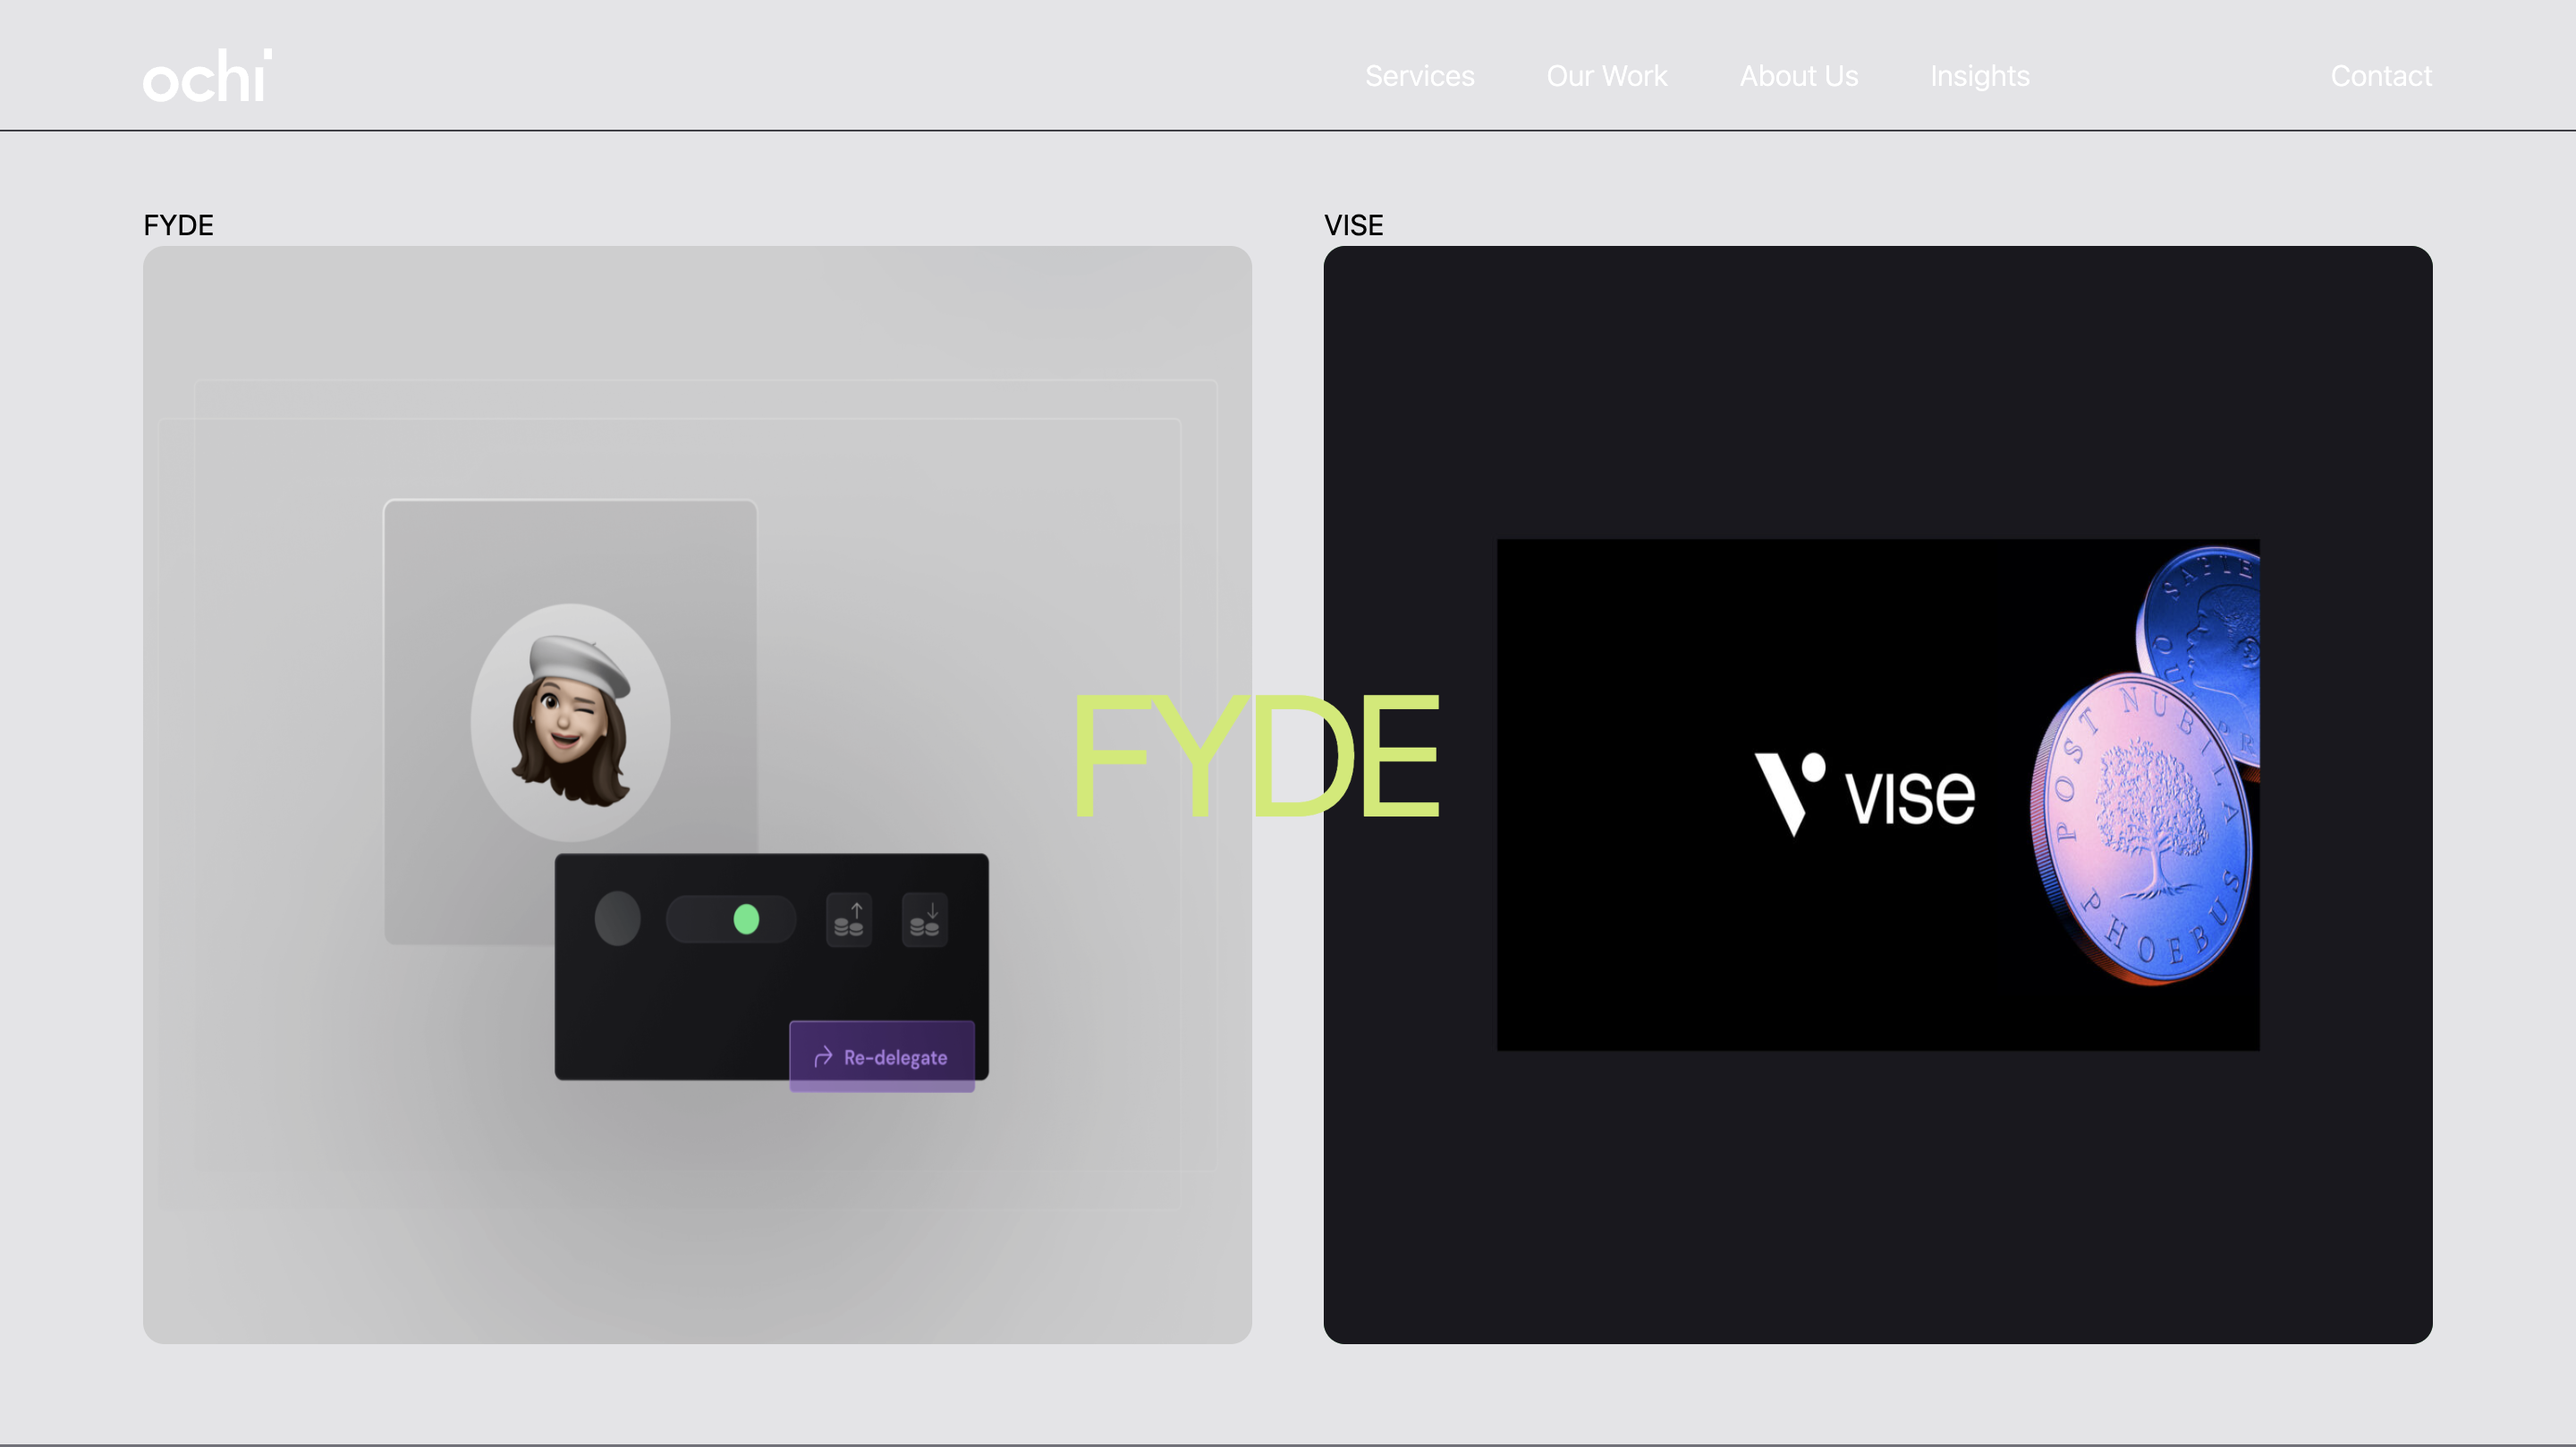 ochi
Services Our Work About Us Insights Contact
FYDE
VISE
FYDE
vise
POST NUBILA PHOEBUS
Re-delegate